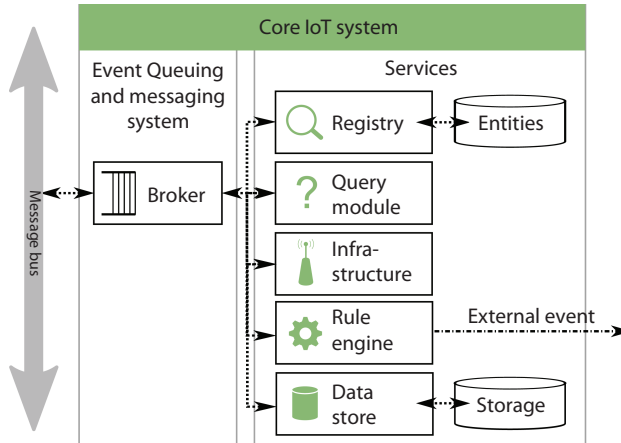 Core IoT system
Event Queuing
and messaging
system
Services
Message bus
Broker
Registry
Entities
Query
module
Infra-
structure
Rule
engine
External event
Data
store
Storage